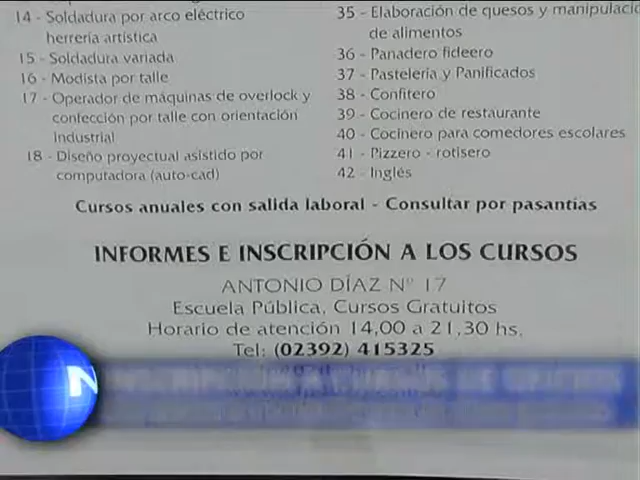 14 - Soldadura por arco eléctrico
herrería artística
15 - Soldadura variada
16 - Modista por talle
17 - Operador de máquinas de overlock y
confección por talle con orientación
industrial
18 - Diseño proyectual asistido por
computadora (auto-cad)
35 - Elaboración de quesos y manipulac
de alimentos
36 - Panadero fideero
37 - Pastelería y Panificados
38 - Confitero
39 - Cocinero de restaurante
40 - Cocinero para comedores escolares
41 - Pizzero - rotisero
42 - Inglés
Cursos anuales con salida laboral - Consultar por pasantías
INFORMES E INSCRIPCIÓN A LOS CURSOS
ANTONIO DÍAZ Nº 17
Escuela Pública, Cursos Gratuitos
Horario de atención 14,00 a 21,30 hs.
Tel: (02392) 415325
N